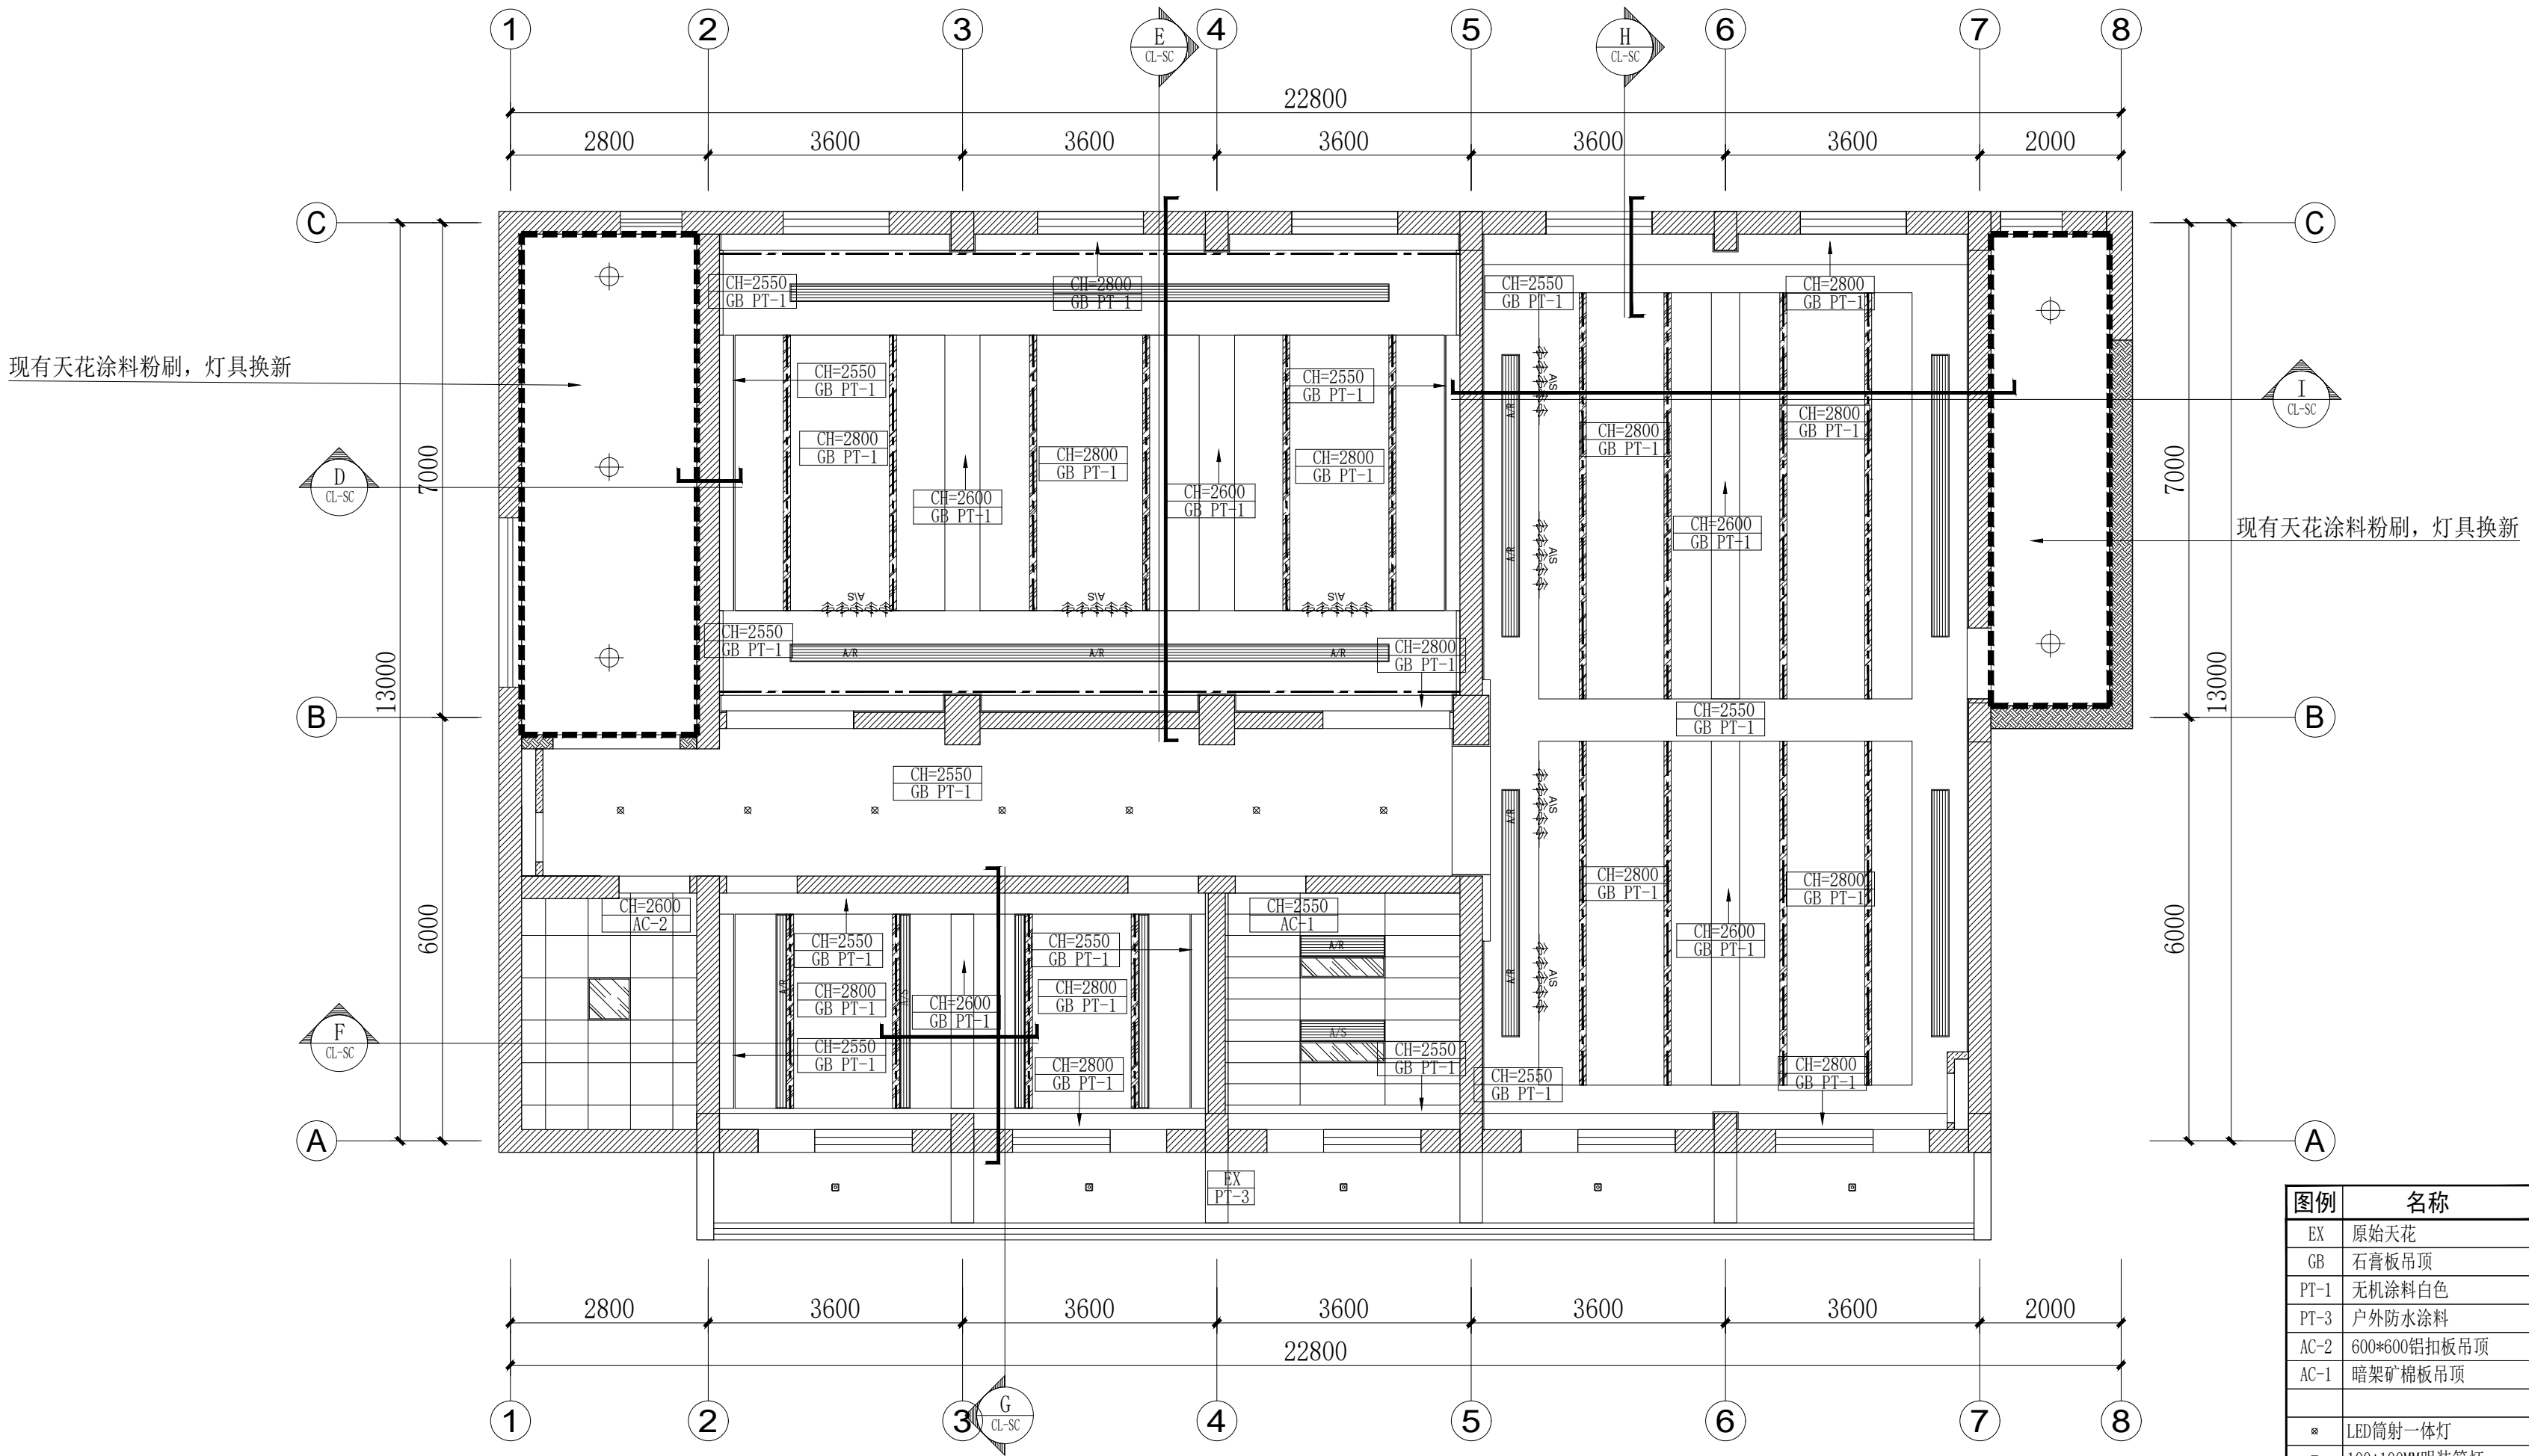 1 2 3 E CL-SC 4 5 H CL-SC 6 7 8
22800
2800 3600 3600 3600 3600 3600 2000
C C
CH=2550 CH=2800 CH=2550 CH=2800
GB PT-1 GB PT-1 GB PT-1 GB PT-1
现有天花涂料粉刷，灯具换新
CH=2550 CH=2550
GB PT-1 GB PT-1
A/S
A/R
I
CL-SC
CH=2800 CH=2800 CH=2800 CH=2800 CH=2800
GB PT-1 GB PT-1 GB PT-1 GB PT-1 GB PT-1
7000 7000
D
CL-SC
CH=2600 CH=2600 CH=2600
GB PT-1 GB PT-1 GB PT-1
现有天花涂料粉刷，灯具换新
A/R A/S
A/S A/S A/S
CH=2550 CH=2800
GB PT-1 GB PT-1
A/R A/R A/R
13000 13000
B B
CH=2550
GB PT-1
CH=2550
GB PT-1
A/R A/S
CH=2800 CH=2800
GB PT-1 GB PT-1
CH=2600 CH=2550
AC-2 AC-1
6000 6000
CH=2550 CH=2550 CH=2600
GB PT-1 GB PT-1 GB PT-1
A/R
A/R A/S A/R A/S
CH=2800 CH=2600 CH=2800
GB PT-1 GB PT-1 GB PT-1
A/S
F
CL-SC
CH=2550 CH=2800 CH=2550 CH=2550 CH=2800
GB PT-1 GB PT-1 GB PT-1 GB PT-1 GB PT-1
A A
EX
PT-3
图例 名称
EX 原始天花
GB 石膏板吊顶
PT-1 无机涂料白色
PT-3 户外防水涂料
AC-2 600*600铝扣板吊顶
AC-1 暗架矿棉板吊顶
LED筒射一体灯
2800 3600 3600 3600 3600 3600 2000
22800
1 2 3 G CL-SC 4 5 6 7 8